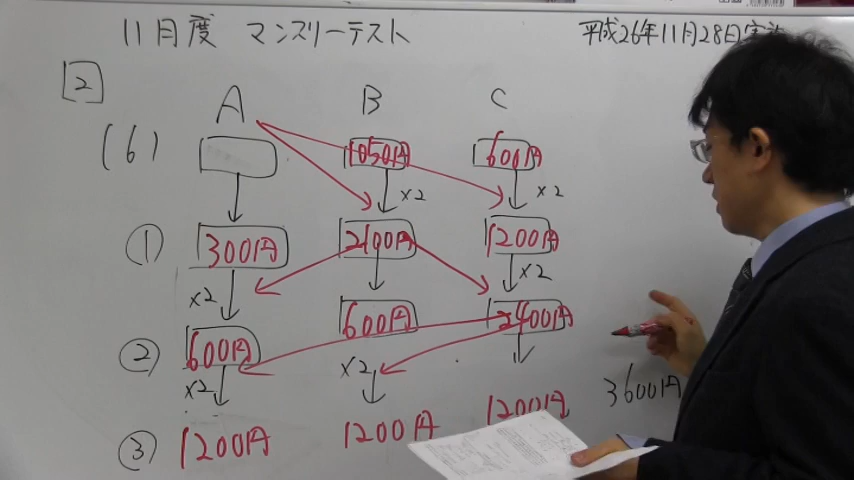 11月度 マンスリーテスト
平成26年11月28日実施
2
A B C
(6) 1050円 600円
×2 ×2
① 300円 2100円 1200円
×2 ×2
② 600円 600円 2400円
×2 ×2
3600円
③ 1200円 1200円 1200円